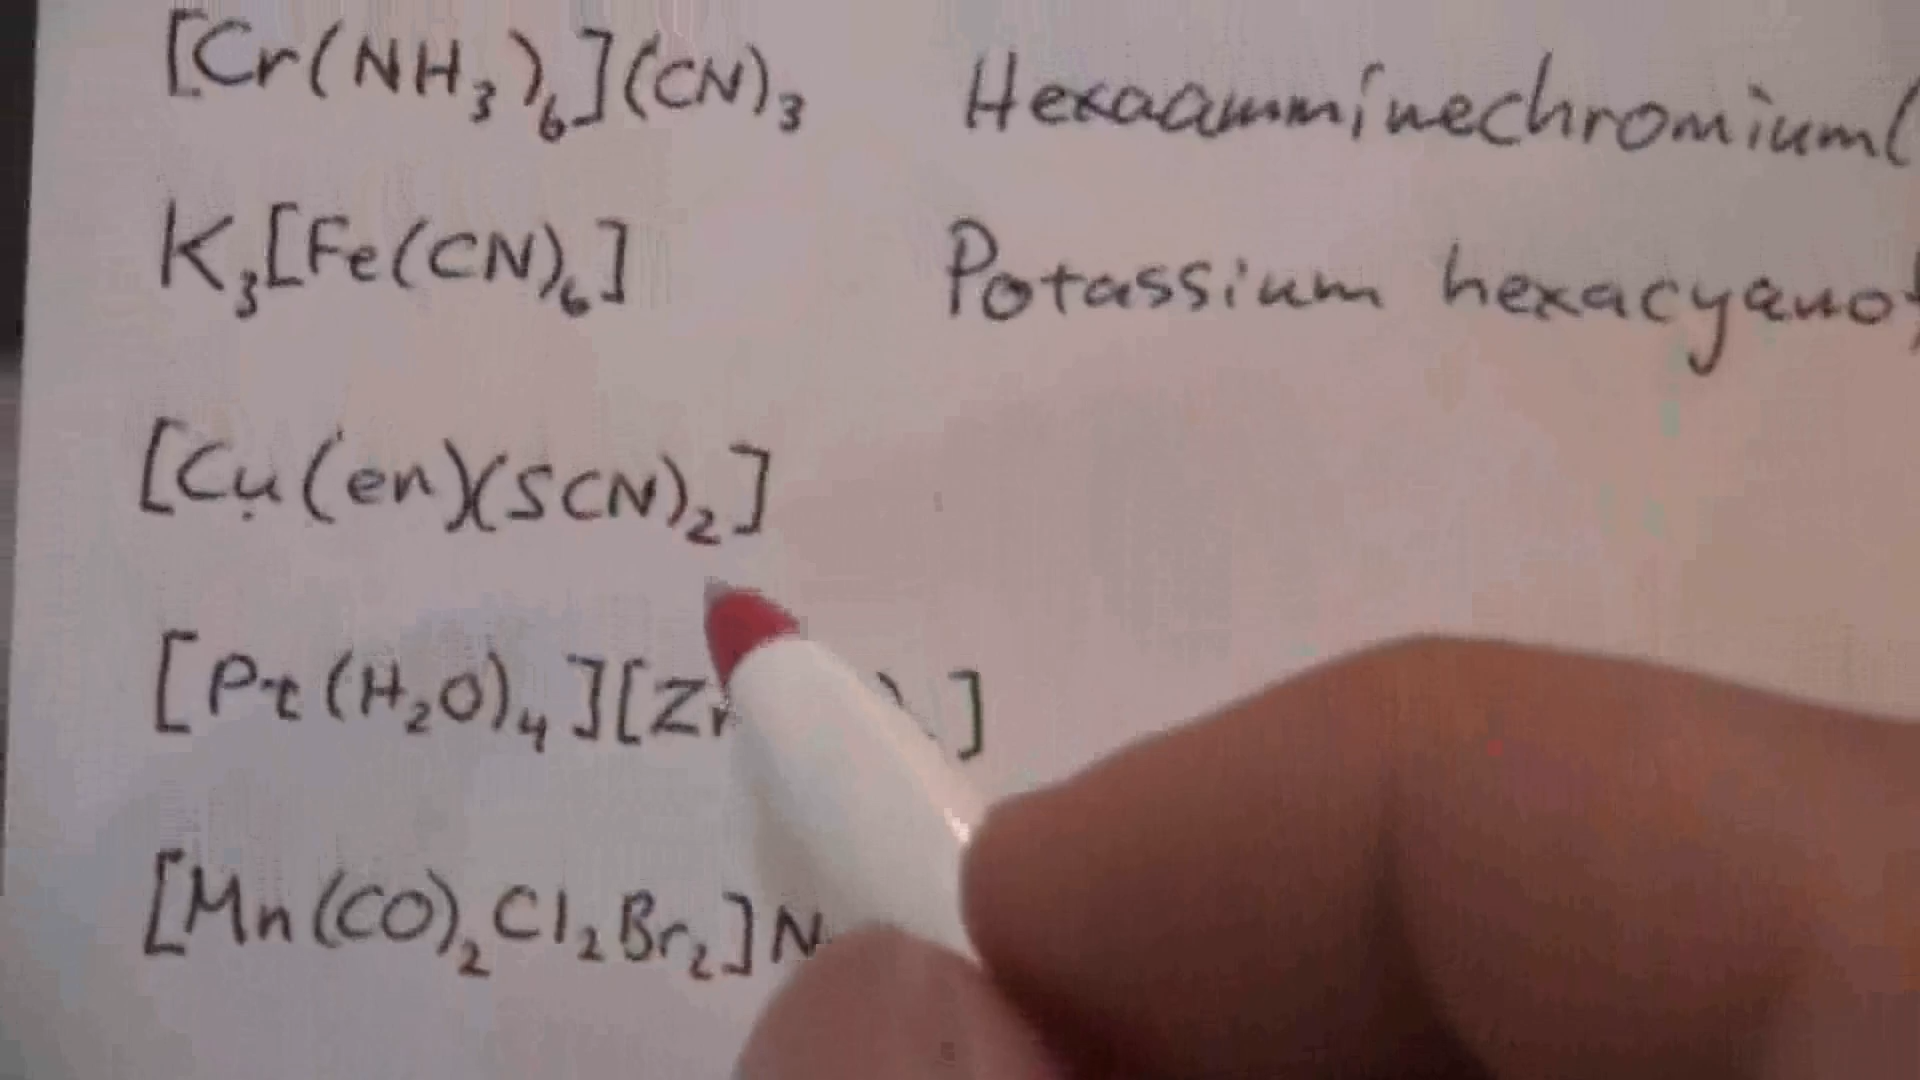 [Cr(NH₃)₆](CN)₃ Hexaamminechromium(
K₃[Fe(CN)₆] Potassium hexacyano
[Cu(en)(SCN)₂]
[Pt(H₂O)₄][Zr ]
[Mn(CO)₂Cl₂Br₂]N